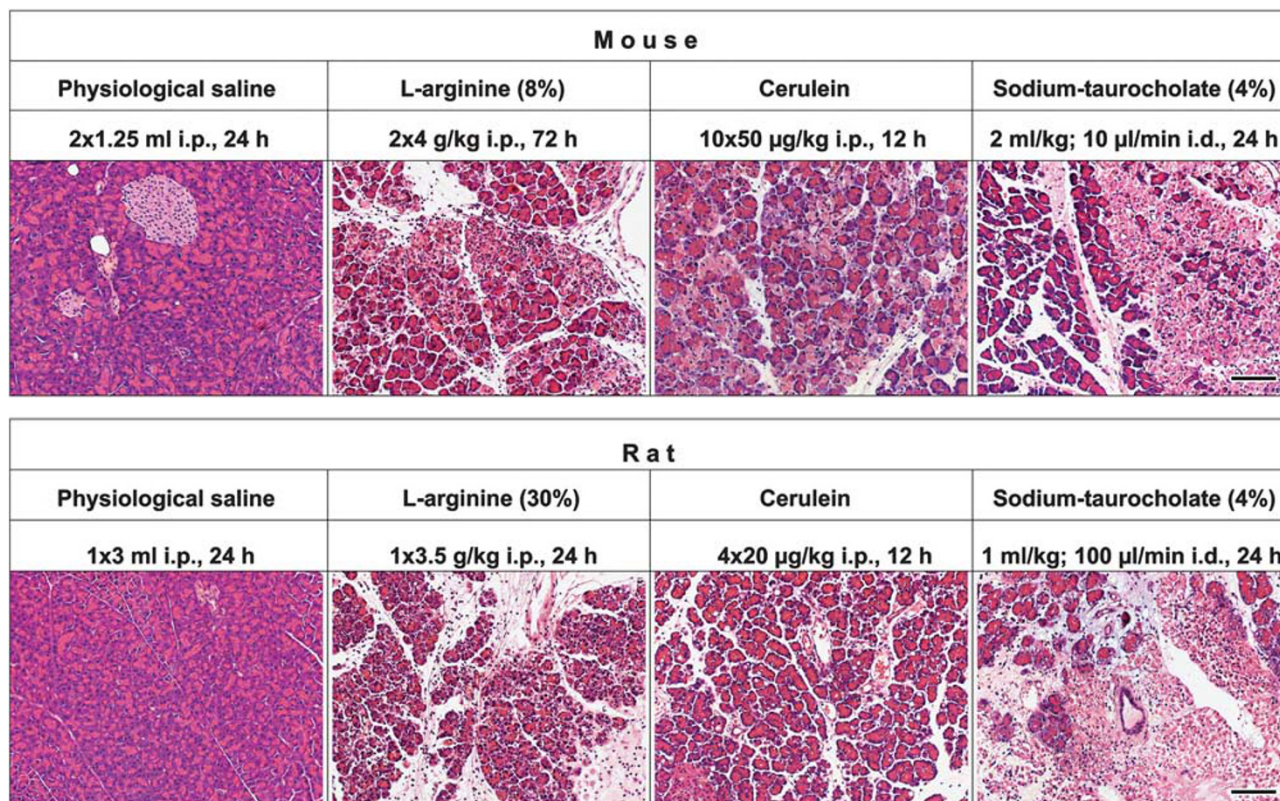 Mouse
Physiological saline
L-arginine (8%)
Cerulein
Sodium-taurocholate (4%)
2x1.25 ml i.p., 24 h
2x4 g/kg i.p., 72 h
10x50 µg/kg i.p., 12 h
2 ml/kg; 10 µl/min i.d., 24 h
Rat
Physiological saline
L-arginine (30%)
Cerulein
Sodium-taurocholate (4%)
1x3 ml i.p., 24 h
1x3.5 g/kg i.p., 24 h
4x20 µg/kg i.p., 12 h
1 ml/kg; 100 µl/min i.d., 24 h